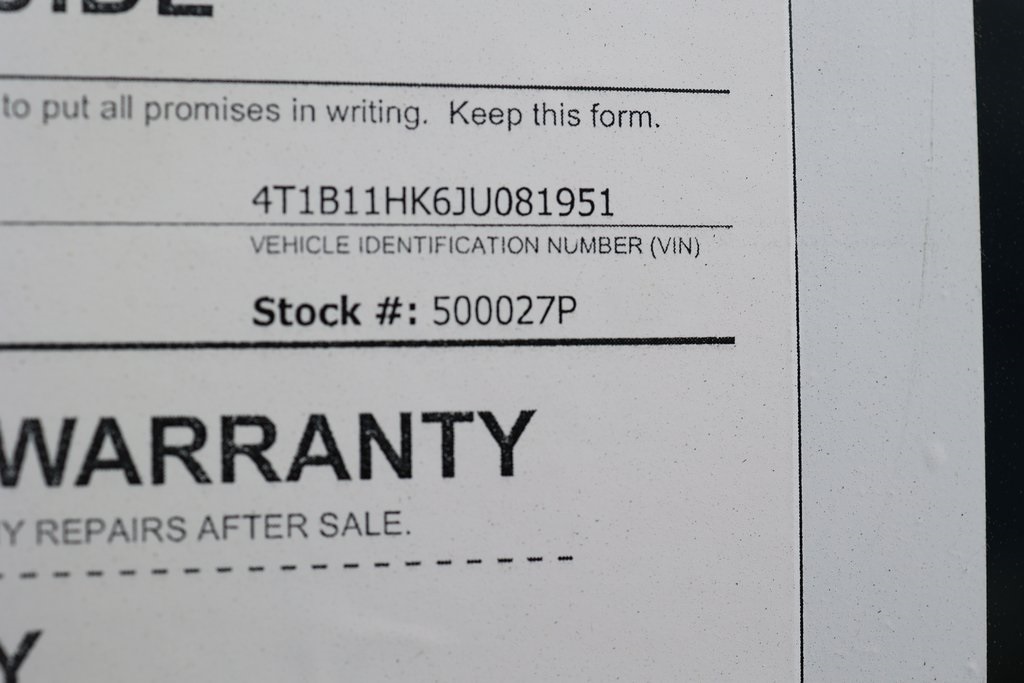 to put all promises in writing. Keep this form.
4T1B11HK6JU081951
VEHICLE IDENTIFICATION NUMBER (VIN)
Stock #: 500027P
WARRANTY
REPAIRS AFTER SALE.